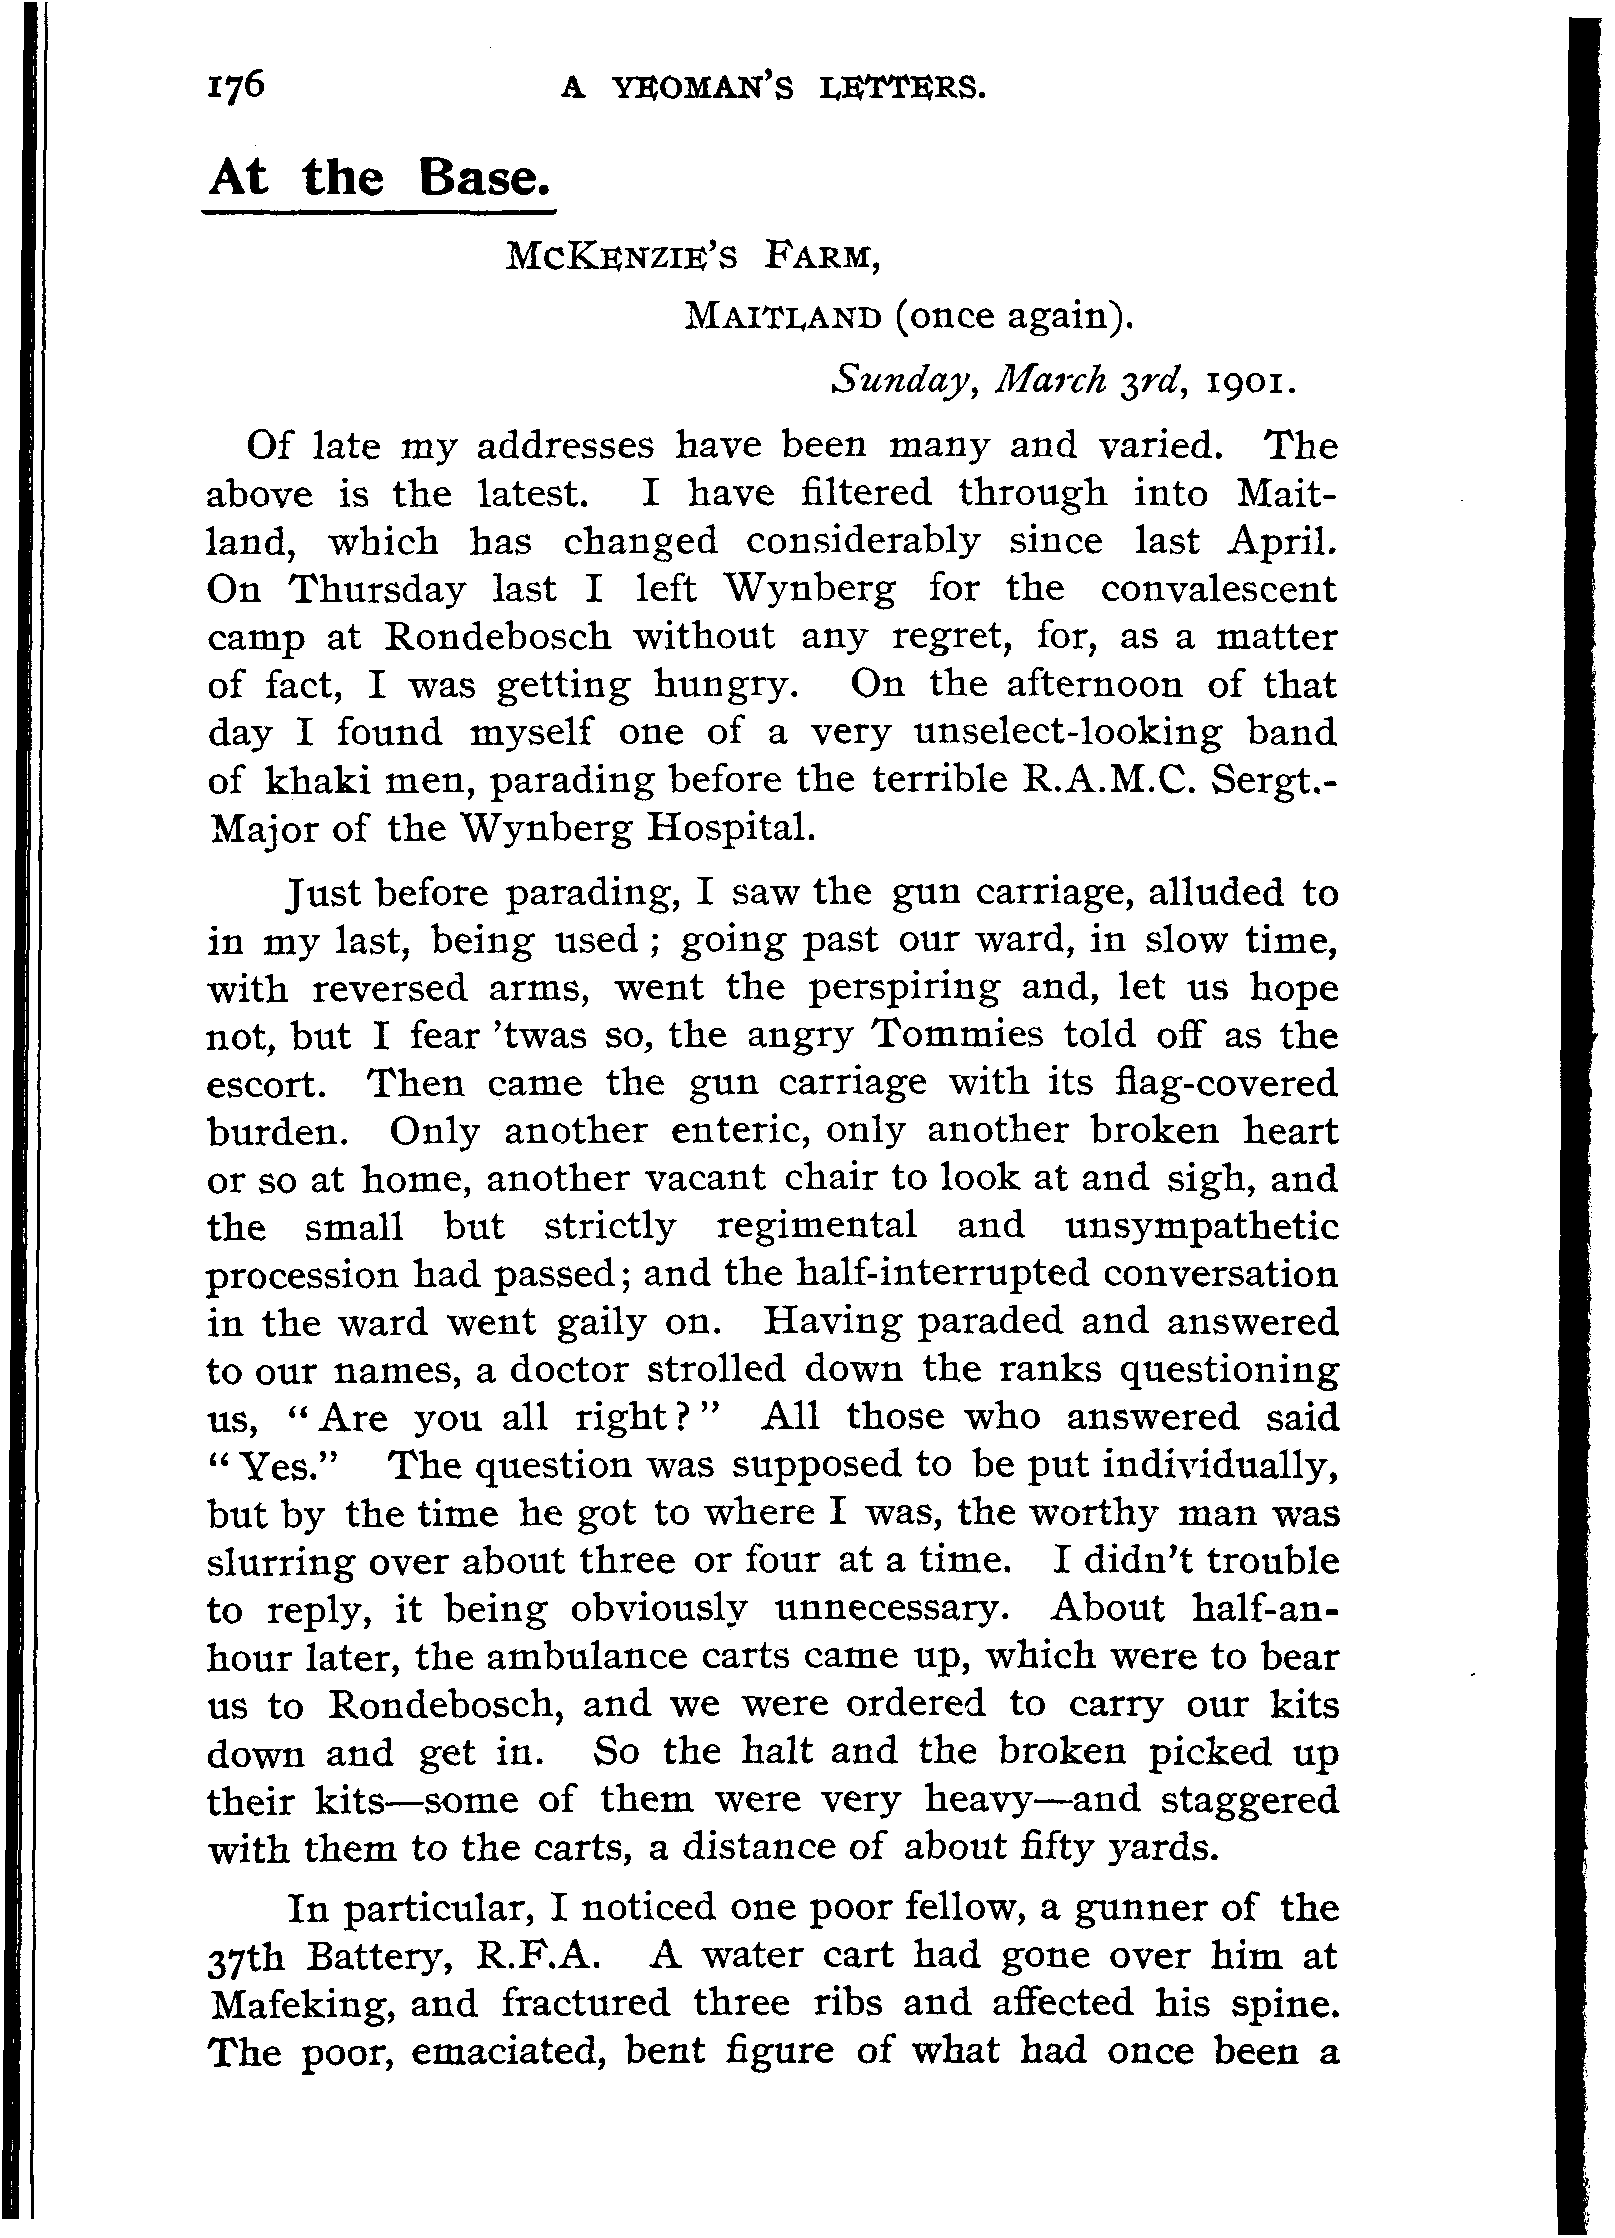 176 A YEOMAN'S LETTERS.
At the Base.
McKENZIE'S FARM,
MAITLAND (once again).
Sunday, March 3rd, 1901.
Of late my addresses have been many and varied. The
above is the latest. I have filtered through into Mait-
land, which has changed considerably since last April.
On Thursday last I left Wynberg for the convalescent
camp at Rondebosch without any regret, for, as a matter
of fact, I was getting hungry. On the afternoon of that
day I found myself one of a very unselect-looking band
of khaki men, parading before the terrible R.A.M.C. Sergt.-
Major of the Wynberg Hospital.
Just before parading, I saw the gun carriage, alluded to
in my last, being used ; going past our ward, in slow time,
with reversed arms, went the perspiring and, let us hope
not, but I fear 'twas so, the angry Tommies told off as the
escort. Then came the gun carriage with its flag-covered
burden. Only another enteric, only another broken heart
or so at home, another vacant chair to look at and sigh, and
the small but strictly regimental and unsympathetic
procession had passed; and the half-interrupted conversation
in the ward went gaily on. Having paraded and answered
to our names, a doctor strolled down the ranks questioning
us, "Are you all right?" All those who answered said
"Yes." The question was supposed to be put individually,
but by the time he got to where I was, the worthy man was
slurring over about three or four at a time. I didn't trouble
to reply, it being obviously unnecessary. About half-an-
hour later, the ambulance carts came up, which were to bear
us to Rondebosch, and we were ordered to carry our kits
down and get in. So the halt and the broken picked up
their kits—some of them were very heavy—and staggered
with them to the carts, a distance of about fifty yards.
In particular, I noticed one poor fellow, a gunner of the
37th Battery, R.F.A. A water cart had gone over him at
Mafeking, and fractured three ribs and affected his spine.
The poor, emaciated, bent figure of what had once been a